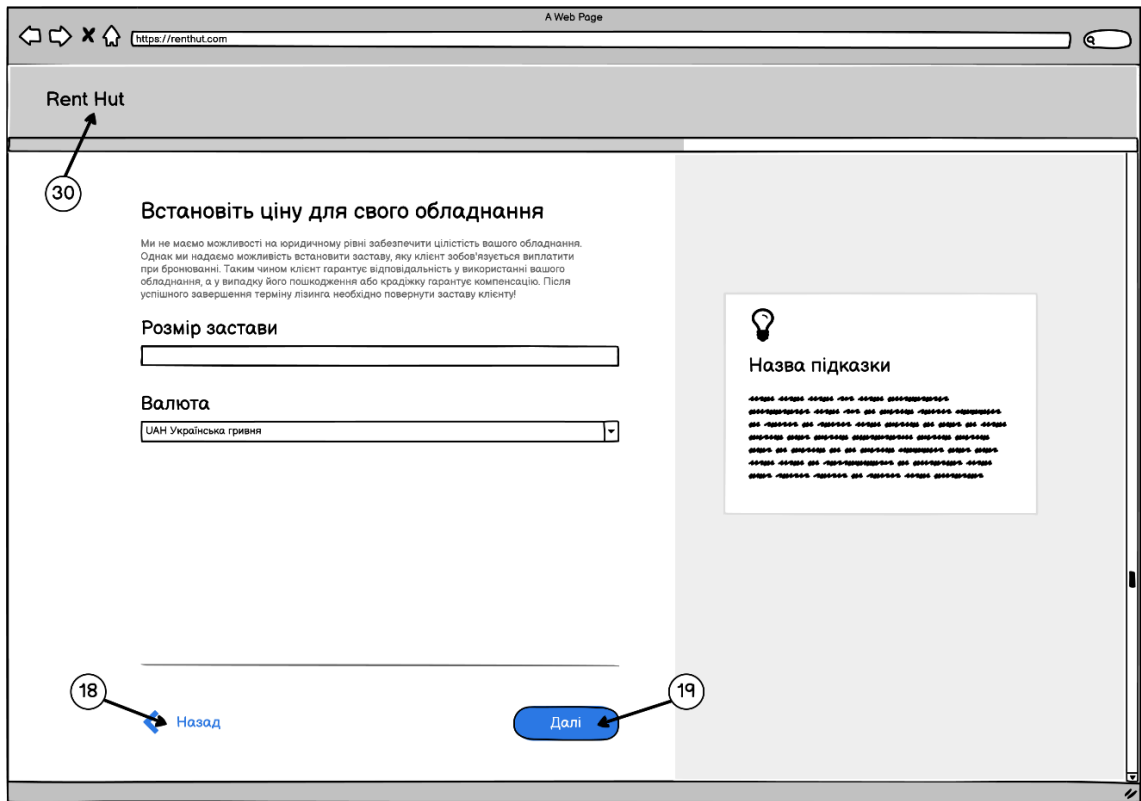 A Web Page
https://renthut.com
Rent Hut
30
Встановіть ціну для свого обладнання
Ми не маємо можливості на юридичному рівні забезпечити цілістість вашого обладнання.
Однак ми надаємо можливість встановити заставу, яку клієнт зобов'язується виплатити
при бронюванні. Таким чином клієнт гарантує відповідальність у використанні вашого
обладнання, а у випадку його пошкодження або крадіжку гарантує компенсацію. Після
успішного завершення терміну лізинга необхідно повернути заставу клієнту!
Розмір застави
Валюта
UAH Українська гривня
Назва підказки
18
Назад
19
Далі